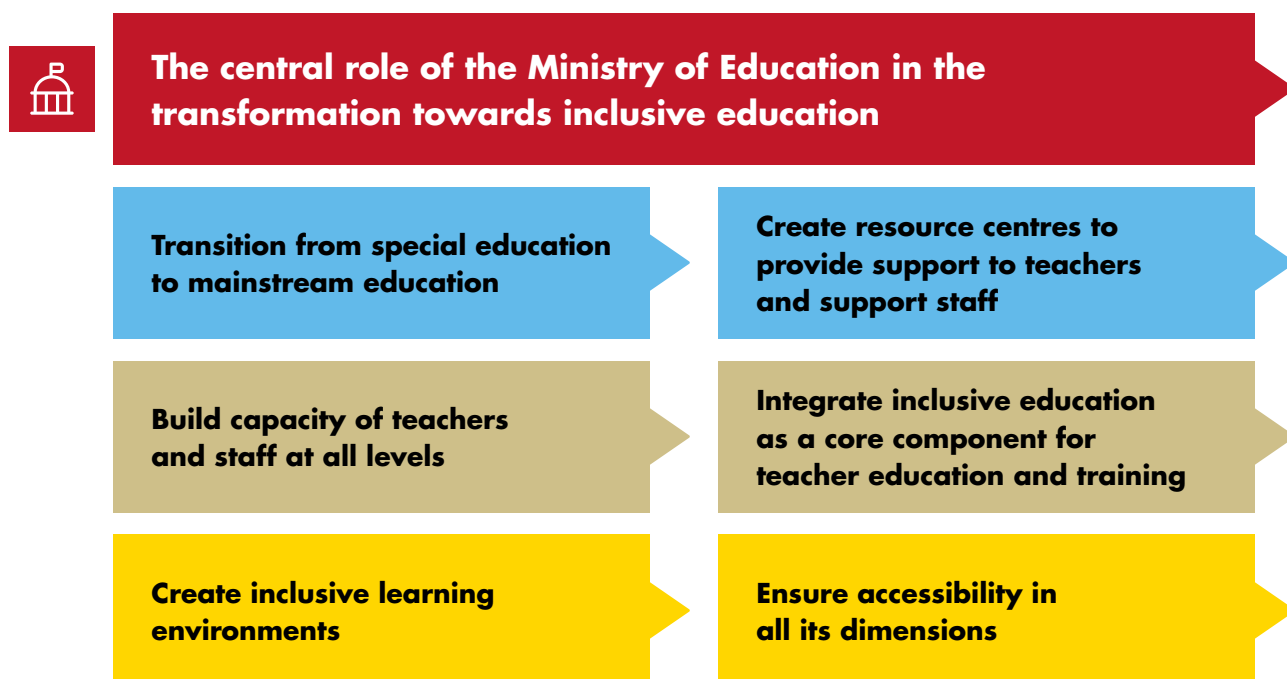 The central role of the Ministry of Education in the
transformation towards inclusive education
Transition from special education
to mainstream education
Create resource centres to
provide support to teachers
and support staff
Build capacity of teachers
and staff at all levels
Integrate inclusive education
as a core component for
teacher education and training
Create inclusive learning
environments
Ensure accessibility in
all its dimensions